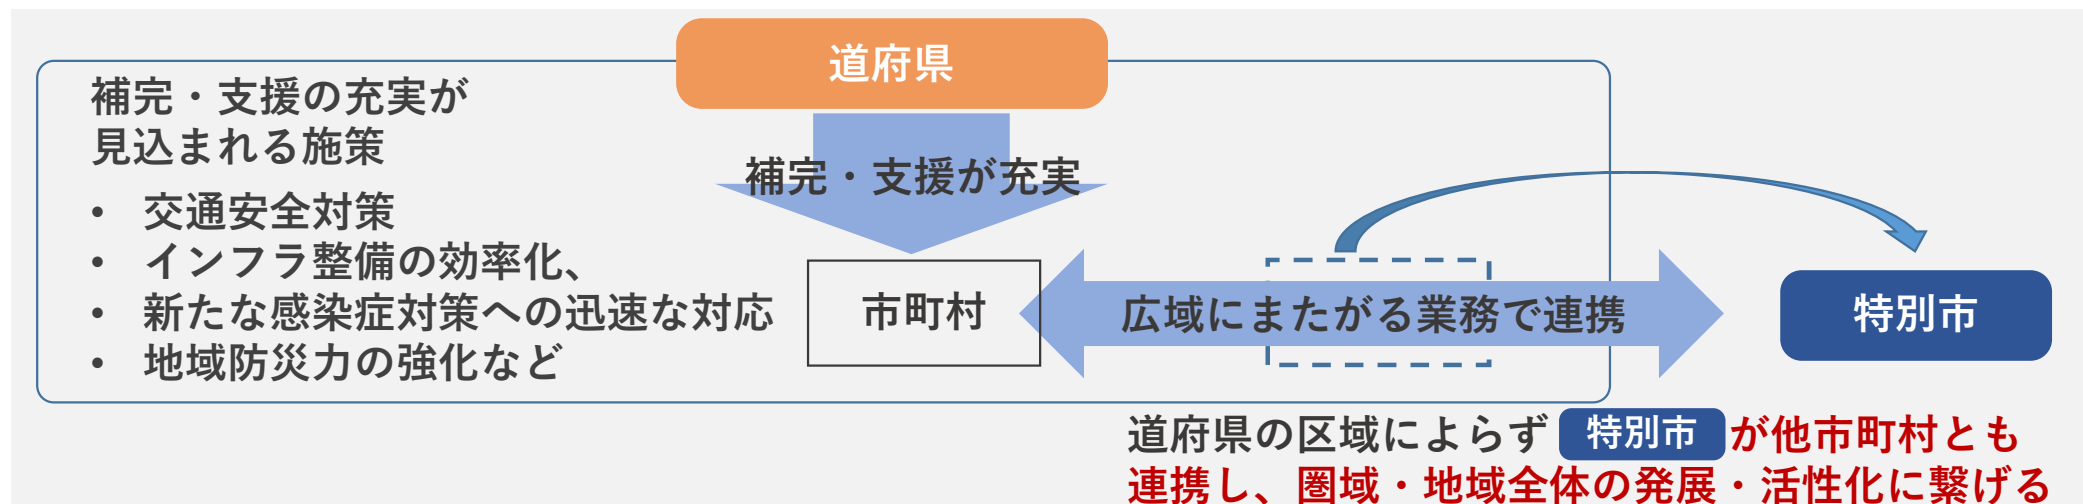 道府県
補完・支援の充実が
見込まれる施策
• 交通安全対策
• インフラ整備の効率化、
• 新たな感染症対策への迅速な対応
• 地域防災力の強化など
補完・支援が充実
市町村
広域にまたがる業務で連携
特別市
道府県の区域によらず 特別市 が他市町村とも
連携し、圏域・地域全体の発展・活性化に繋げる